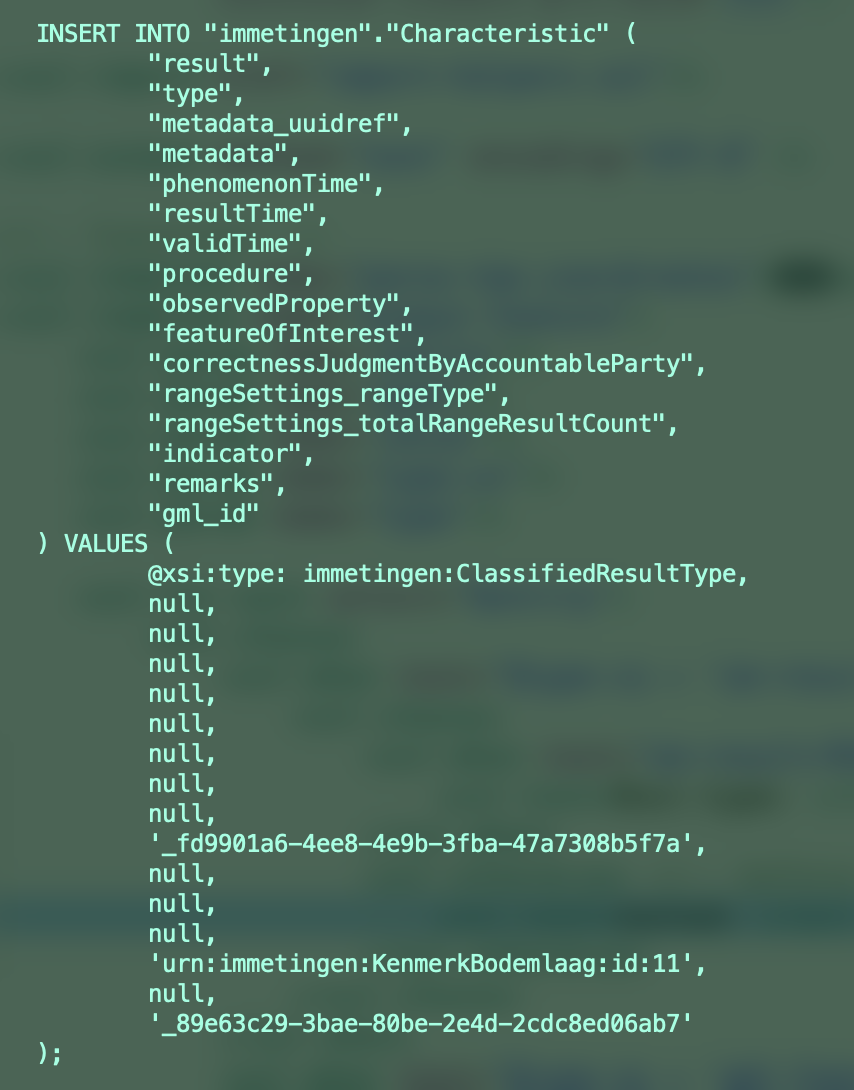 INSERT INTO "immetingen"."Characteristic" (
"result",
"type",
"metadata_uuidref",
"metadata",
"phenomenonTime",
"resultTime",
"validTime",
"procedure",
"observedProperty",
"featureOfInterest",
"correctnessJudgmentByAccountableParty",
"rangeSettings_rangeType",
"rangeSettings_totalRangeResultCount",
"indicator",
"remarks",
"gml_id"
) VALUES (
@xsi:type: immetingen:ClassifiedResultType,
null,
null,
null,
null,
null,
null,
null,
null,
'_fd9901a6-4ee8-4e9b-3fba-47a7308b5f7a',
null,
null,
null,
'urn:immetingen:KenmerkBodemlaag:id:11',
null,
'_89e63c29-3bae-80be-2e4d-2cdc8ed06ab7'
);